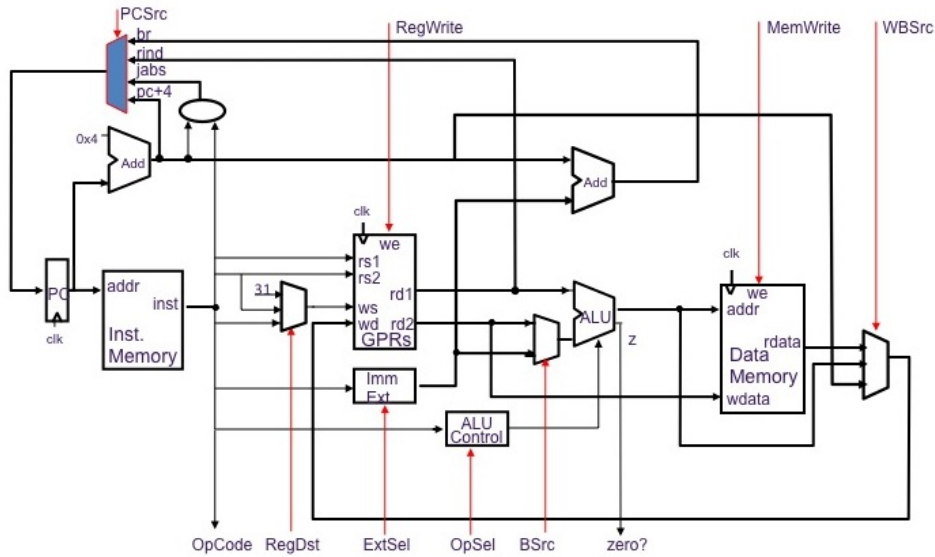 PCSrc
br
rind
jabs
pc+4
RegWrite
MemWrite
WBSrc
0x4
Add
Add
clk
we
rs1
rs2
31
rd1
ws
wd
rd2
GPRs
clk
we
addr
rdata
Data
Memory
wdata
ALU
z
PC
clk
addr
inst
Inst.
Memory
Imm
Ext
ALU
Control
OpCode
RegDst
ExtSel
OpSel
BSrc
zero?